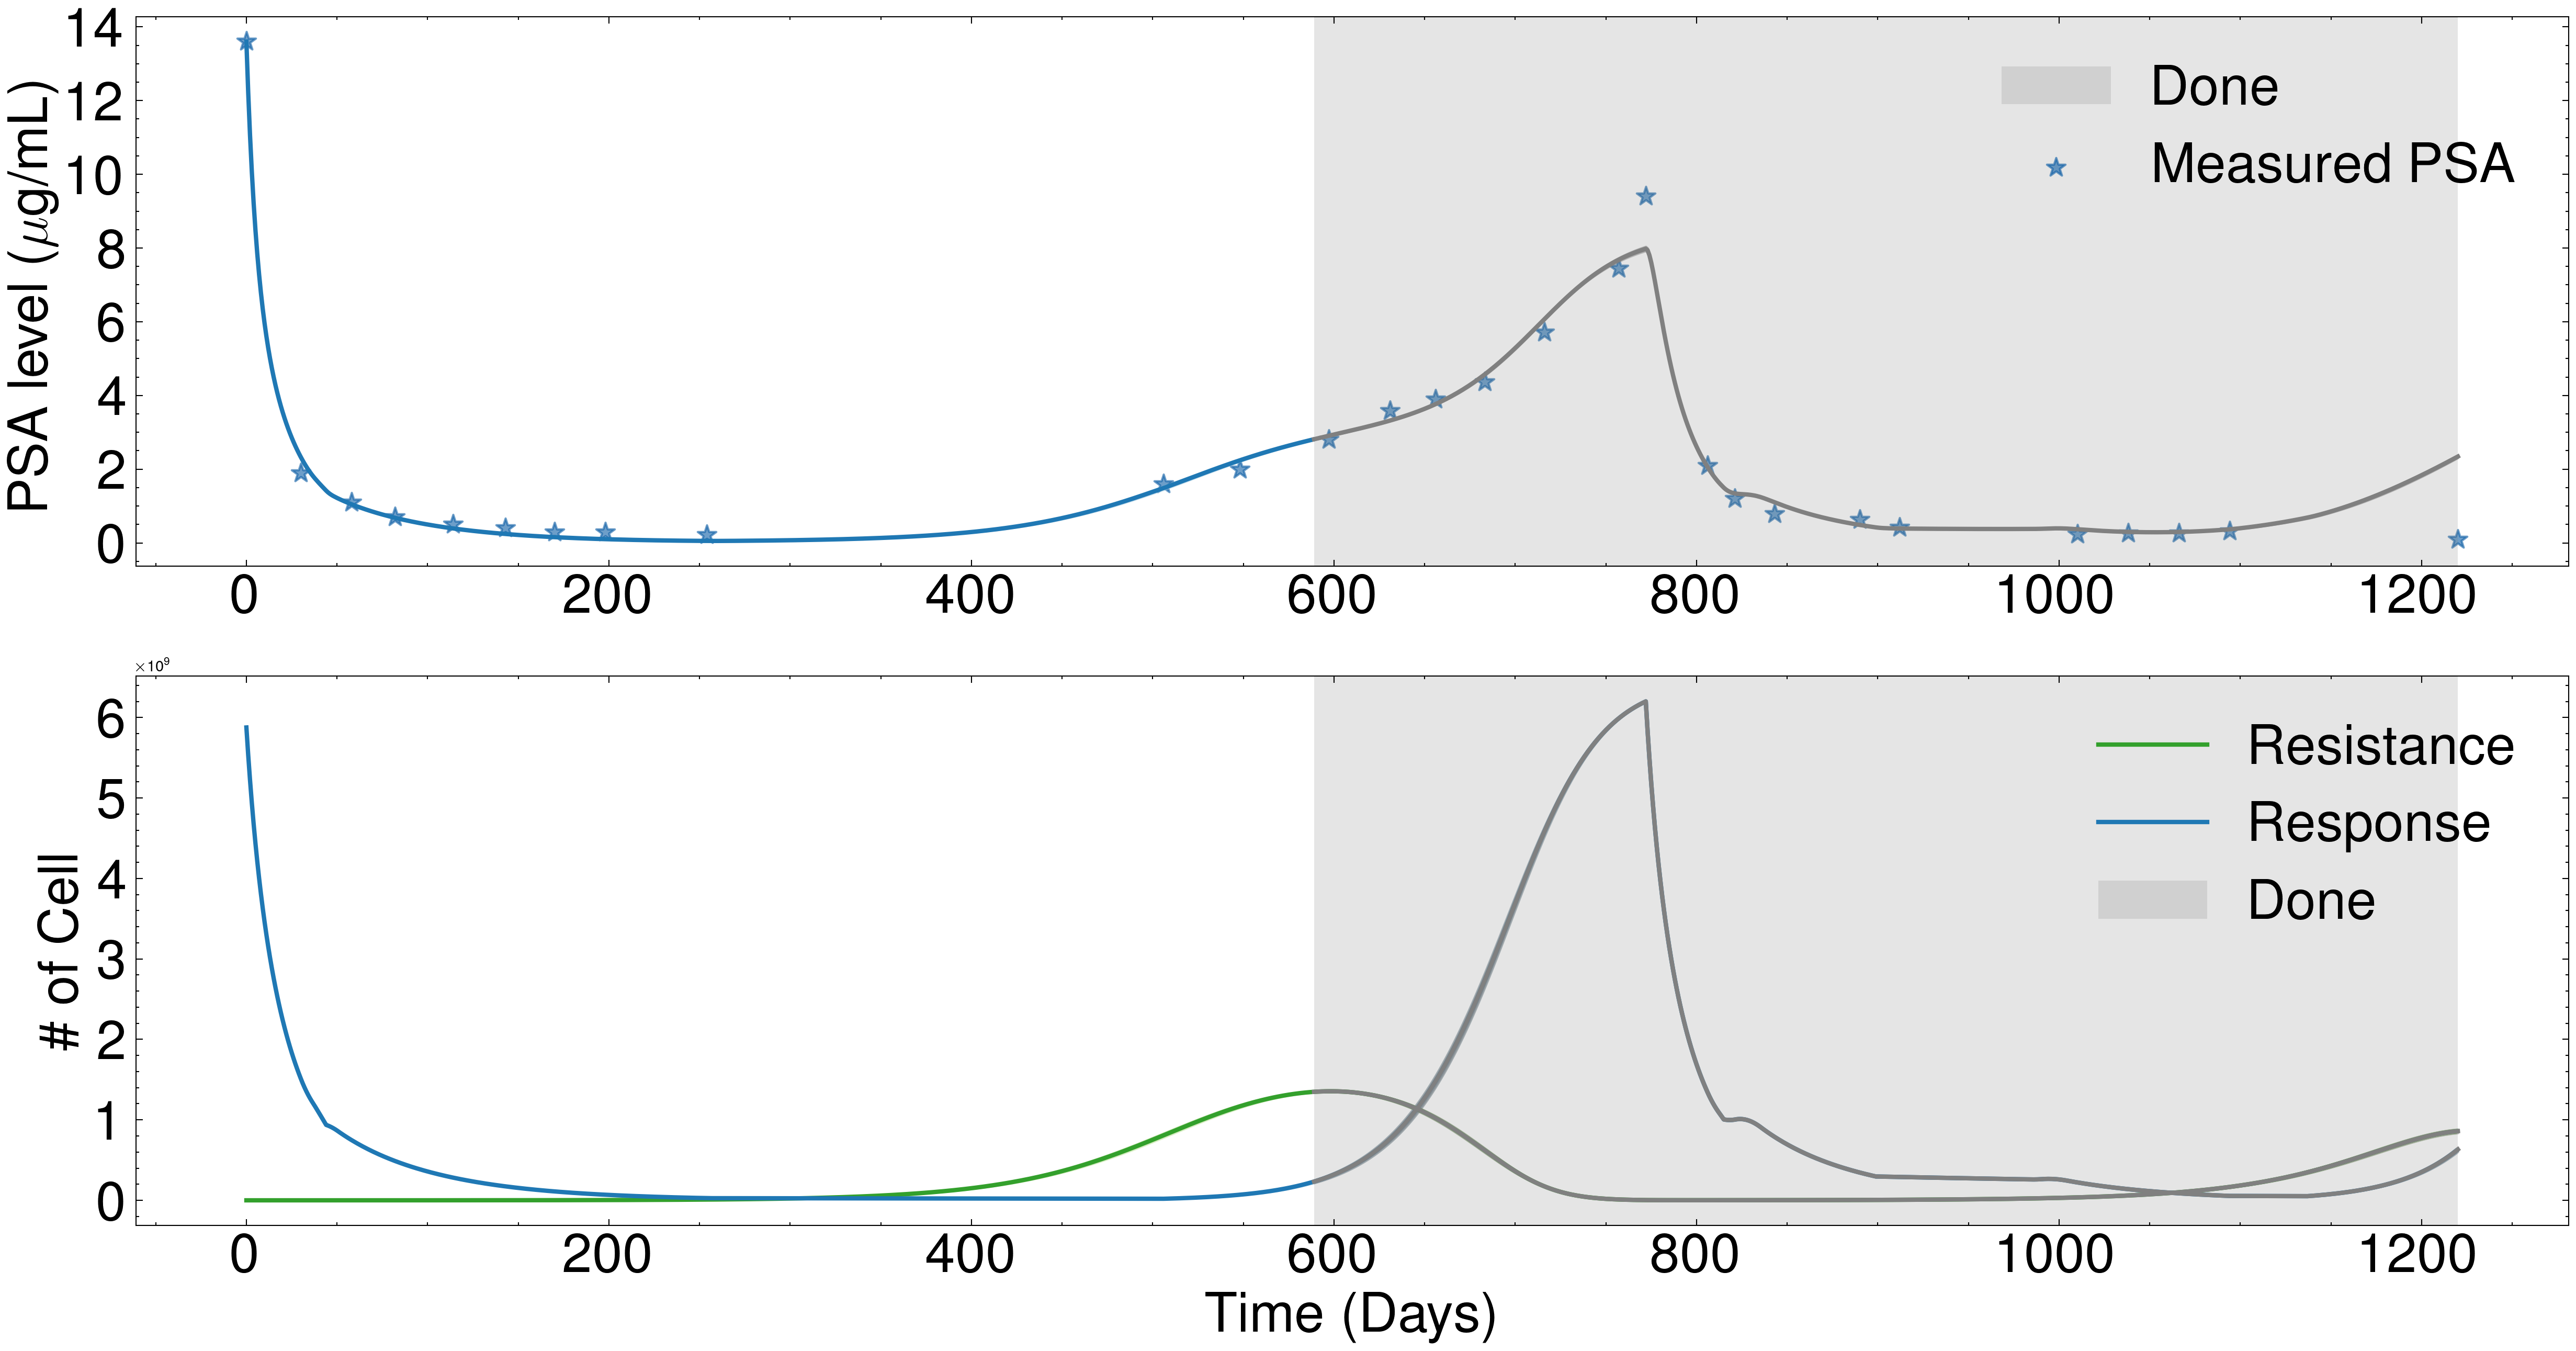 PSA level (μg/mL)
14
12
10
8
6
4
2
0
Done
Measured PSA
0 200 400 600 800 1000 1200
×10⁹
# of Cell
6
5
4
3
2
1
0
Resistance
Response
Done
0 200 400 600 800 1000 1200
Time (Days)